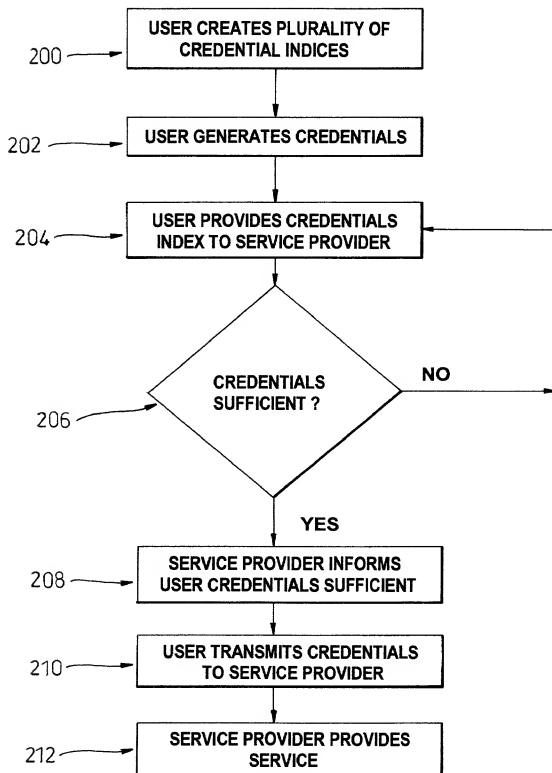 USER CREATES PLURALITY OF
CREDENTIAL INDICES
200
USER GENERATES CREDENTIALS
202
USER PROVIDES CREDENTIALS
INDEX TO SERVICE PROVIDER
204
CREDENTIALS
SUFFICIENT ?
NO
206
YES
SERVICE PROVIDER INFORMS
USER CREDENTIALS SUFFICIENT
208
USER TRANSMITS CREDENTIALS
TO SERVICE PROVIDER
210
SERVICE PROVIDER PROVIDES
SERVICE
212